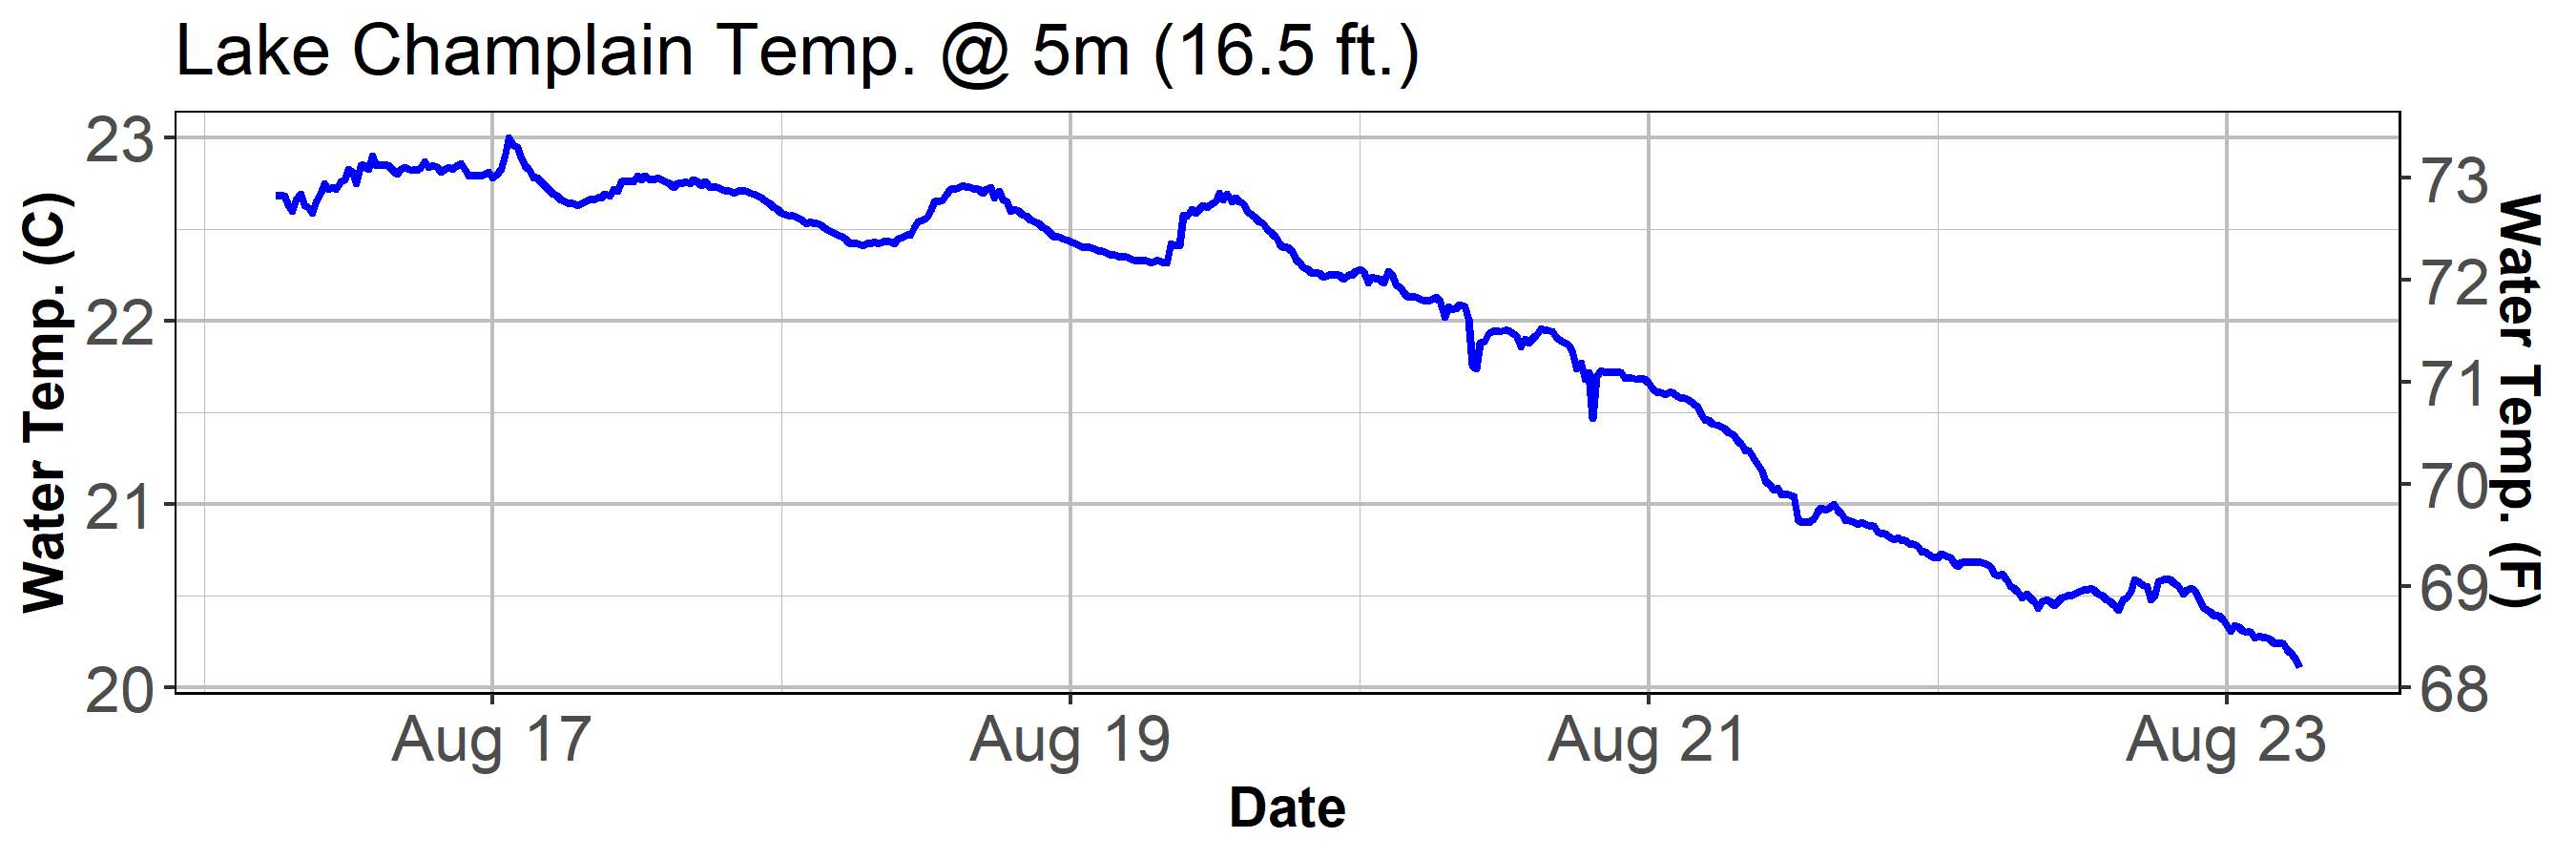 Lake Champlain Temp. @ 5m (16.5 ft.)
Water Temp. (C)
23
22
21
20
73
72
71
70
69
68
Water Temp. (F)
Aug 17 Aug 19 Aug 21 Aug 23
Date